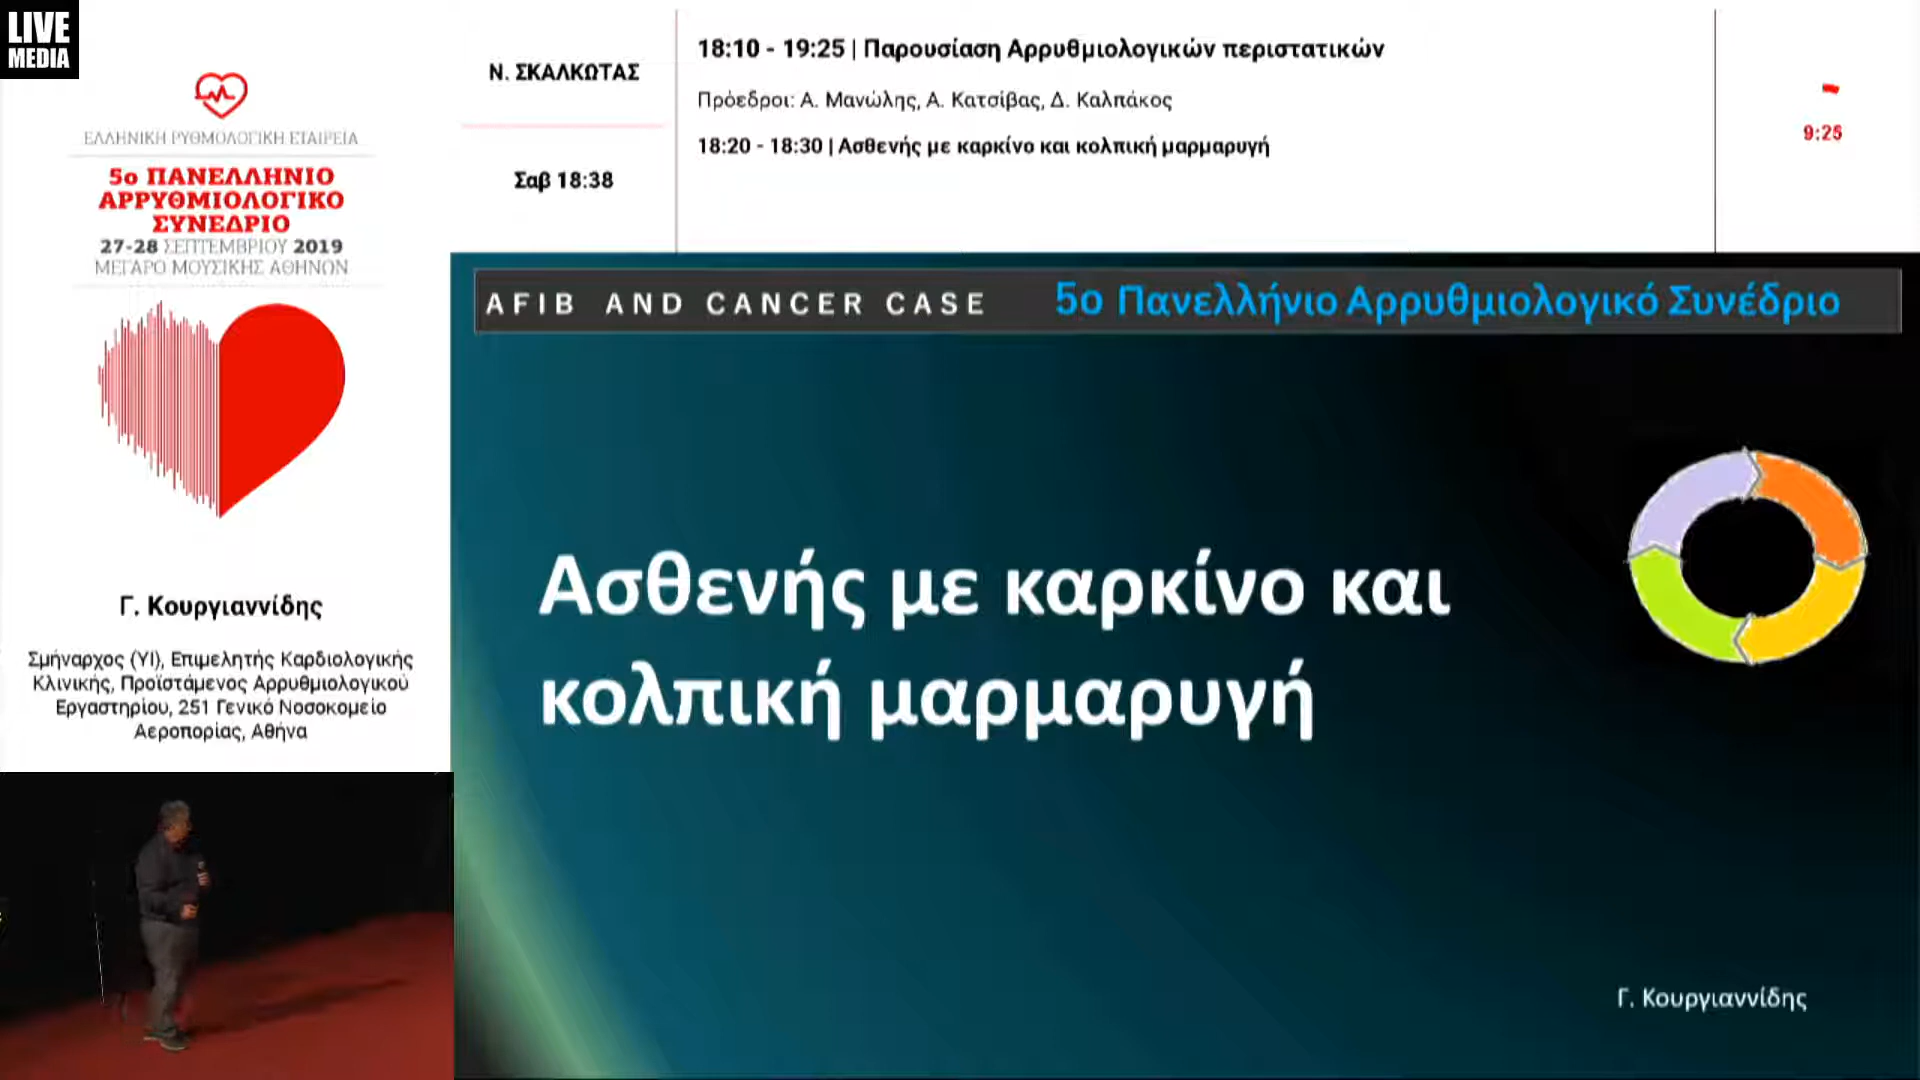 LIVE
MEDIA
ΕΛΛΗΝΙΚΗ ΡΥΘΜΟΛΟΓΙΚΗ ΕΤΑΙΡΕΙΑ
5ο ΠΑΝΕΛΛΗΝΙΟ
ΑΡΡΥΘΜΙΟΛΟΓΙΚΟ
ΣΥΝΕΔΡΙΟ
27-28 ΣΕΠΤΕΜΒΡΙΟΥ 2019
ΜΕΓΑΡΟ ΜΟΥΣΙΚΗΣ ΑΘΗΝΩΝ
Γ. Κουργιαννίδης
Σμήναρχος (ΥΙ), Επιμελητής Καρδιολογικής
Κλινικής, Προϊστάμενος Αρρυθμιολογικού
Εργαστηρίου, 251 Γενικό Νοσοκομείο
Αεροπορίας, Αθήνα
Ν. ΣΚΑΛΚΩΤΑΣ
Σαβ 18:38
18:10 - 19:25 | Παρουσίαση Αρρυθμιολογικών περιστατικών
Πρόεδροι: Α. Μανώλης, Α. Κατσίβας, Δ. Καλπάκος
18:20 - 18:30 | Ασθενής με καρκίνο και κολπική μαρμαρυγή
9:25
AFIB AND CANCER CASE 5ο Πανελλήνιο Αρρυθμιολογικό Συνέδριο
Ασθενής με καρκίνο και
κολπική μαρμαρυγή
Γ. Κουργιαννίδης